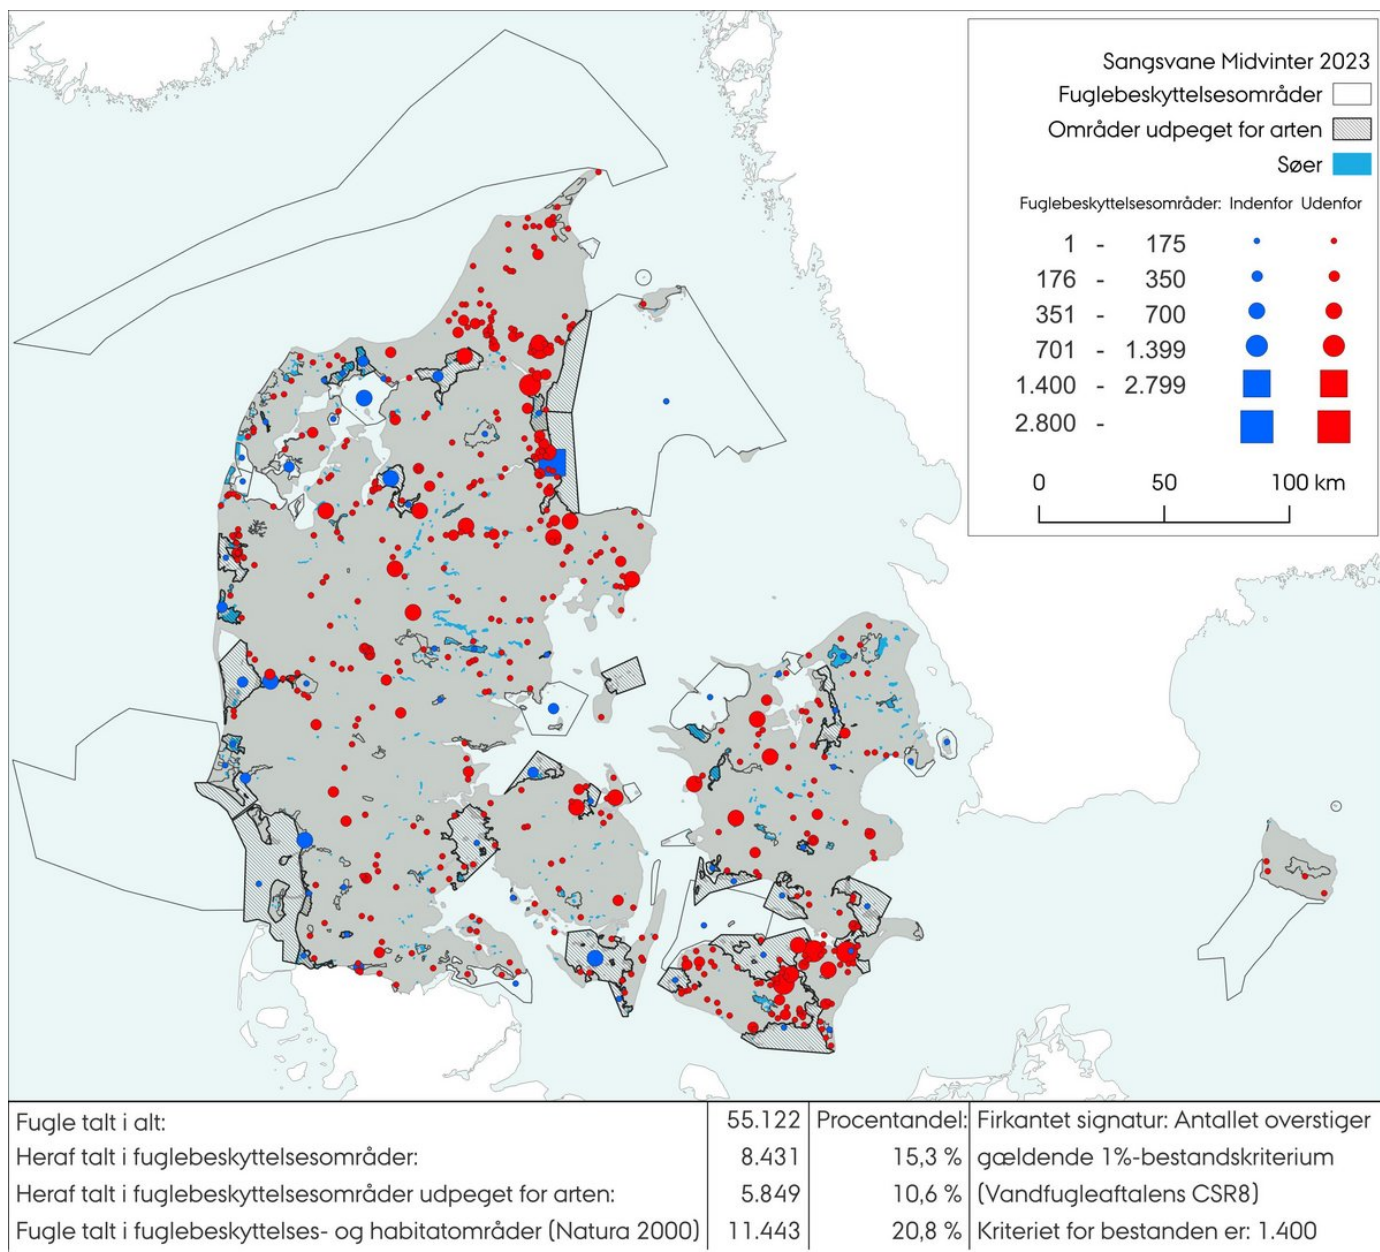 Sangsvane Midvinter 2023
Fuglebeskyttelsesområder
Områder udpeget for arten
Søer
Fuglebeskyttelsesområder: Indenfor Udenfor
1 - 175
176 - 350
351 - 700
701 - 1.399
1.400 - 2.799
2.800 -
0 50 100 km
Fugle talt i alt: 55.122 Procentandel: Firkantet signatur: Antallet overstiger
Heraf talt i fuglebeskyttelsesområder: 8.431 15,3 % gældende 1%-bestandskriterium
Heraf talt i fuglebeskyttelsesområder udpeget for arten: 5.849 10,6 % (Vandfugleaftalens CSR8)
Fugle talt i fuglebeskyttelses- og habitatområder (Natura 2000) 11.443 20,8 % Kriteriet for bestanden er: 1.400